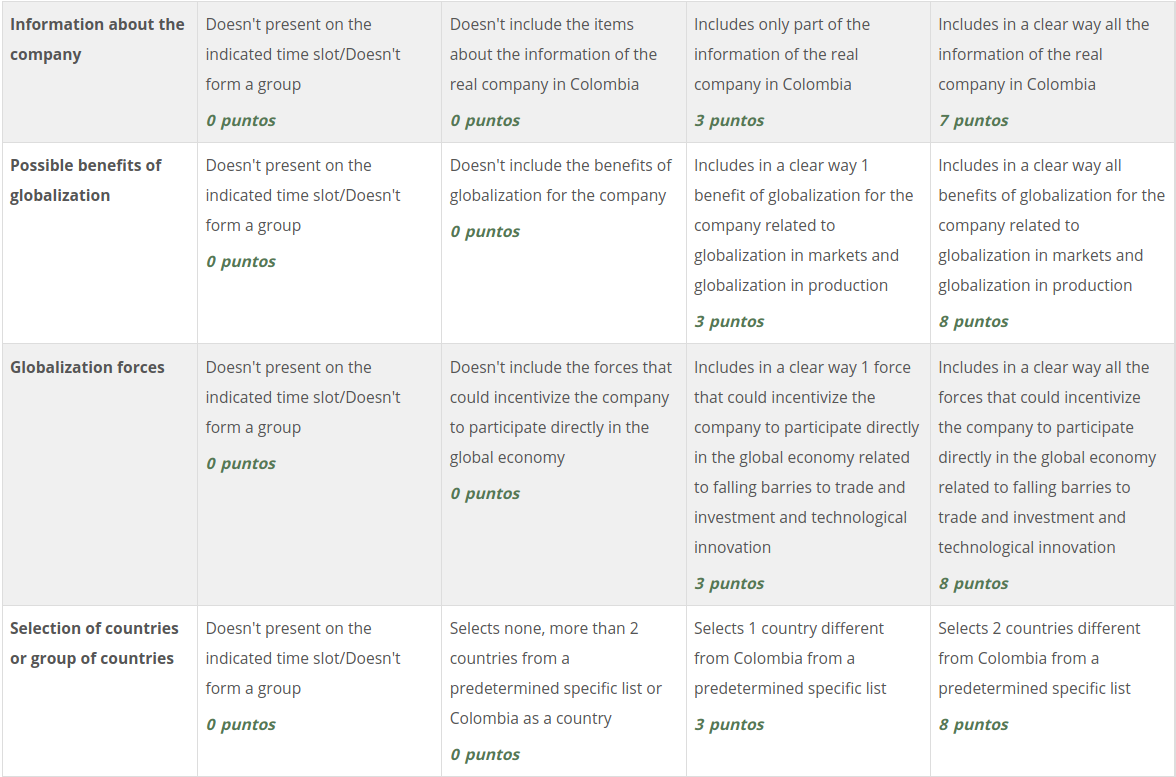 Information about the
company
Doesn't present on the
indicated time slot/Doesn't
form a group
0 puntos
Doesn't include the items
about the information of the
real company in Colombia
0 puntos
Includes only part of the
information of the real
company in Colombia
3 puntos
Includes in a clear way all the
information of the real
company in Colombia
7 puntos
Possible benefits of
globalization
Doesn't present on the
indicated time slot/Doesn't
form a group
0 puntos
Doesn't include the benefits of
globalization for the company
0 puntos
Includes in a clear way 1
benefit of globalization for the
company related to
globalization in markets and
globalization in production
3 puntos
Includes in a clear way all
benefits of globalization for the
company related to
globalization in markets and
globalization in production
8 puntos
Globalization forces
Doesn't present on the
indicated time slot/Doesn't
form a group
0 puntos
Doesn't include the forces that
could incentivize the company
to participate directly in the
global economy
0 puntos
Includes in a clear way 1 force
that could incentivize the
company to participate directly
in the global economy related
to falling barries to trade and
investment and technological
innovation
3 puntos
Includes in a clear way all the
forces that could incentivize
the company to participate
directly in the global economy
related to falling barries to
trade and investment and
technological innovation
8 puntos
Selection of countries
or group of countries
Doesn't present on the
indicated time slot/Doesn't
form a group
0 puntos
Selects none, more than 2
countries from a
predetermined specific list or
Colombia as a country
0 puntos
Selects 1 country different
from Colombia from a
predetermined specific list
3 puntos
Selects 2 countries different
from Colombia from a
predetermined specific list
8 puntos